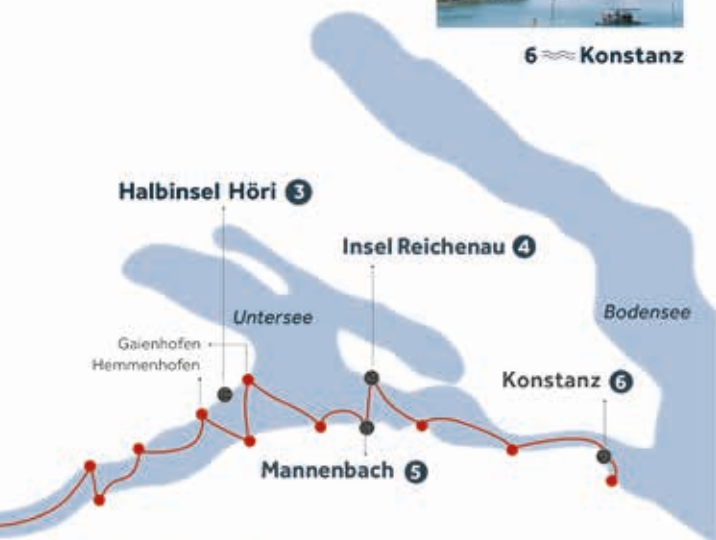 6 Konstanz
Halbinsel Höri 3
Insel Reichenau 4
Untersee
Bodensee
Gaienhofen
Hemmenhofen
Konstanz 6
Mannenbach 5